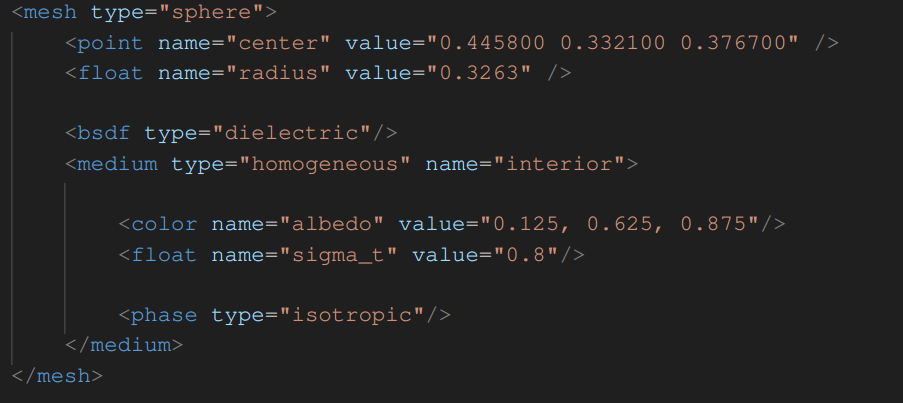 <mesh type="sphere">
<point name="center" value="0.445800 0.332100 0.376700" />
<float name="radius" value="0.3263" />
<bsdf type="dielectric"/>
<medium type="homogeneous" name="interior">
<color name="albedo" value="0.125, 0.625, 0.875"/>
<float name="sigma_t" value="0.8"/>
<phase type="isotropic"/>
</medium>
</mesh>